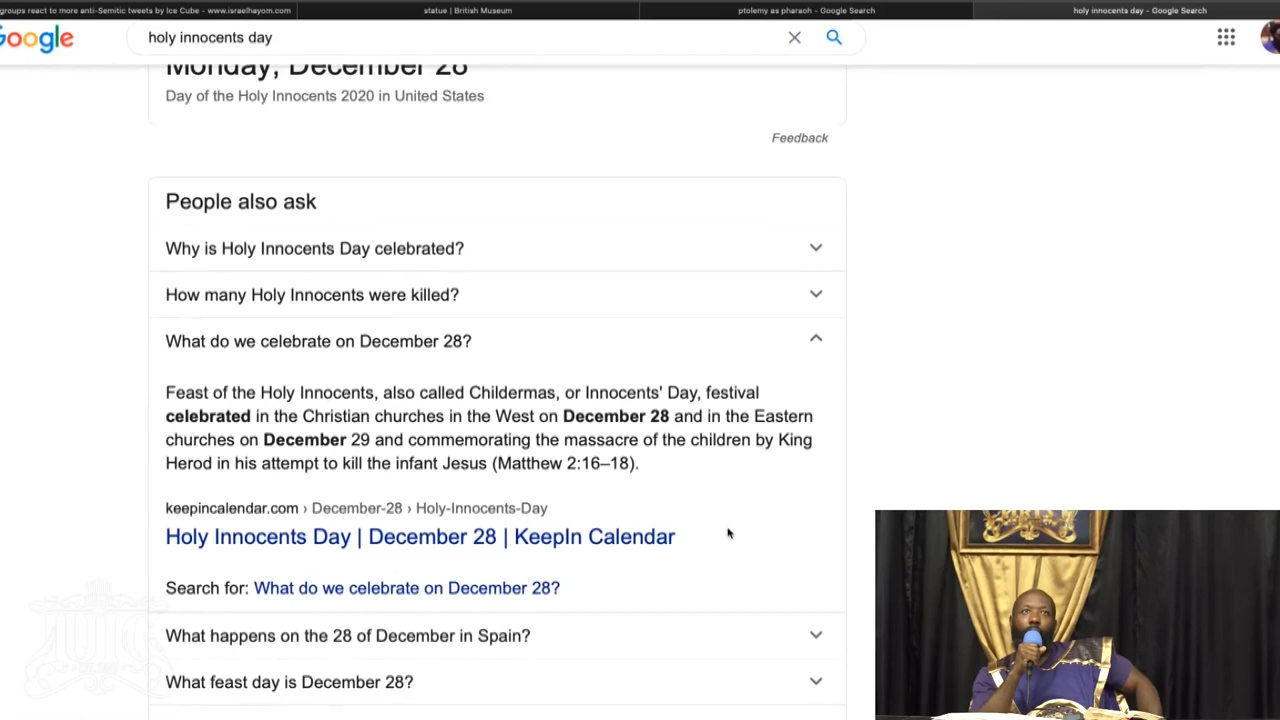 groups react to more anti-Semitic tweets by Ice Cube - www.israelhayom.com
statue | British Museum
ptolemy as pharaoh - Google Search
holy innocents day - Google Search
Google
holy innocents day
Monday, December 28
Day of the Holy Innocents 2020 in United States
Feedback
People also ask
Why is Holy Innocents Day celebrated?
How many Holy Innocents were killed?
What do we celebrate on December 28?
Feast of the Holy Innocents, also called Childermas, or Innocents' Day, festival
celebrated in the Christian churches in the West on December 28 and in the Eastern
churches on December 29 and commemorating the massacre of the children by King
Herod in his attempt to kill the infant Jesus (Matthew 2:16–18).
keepincalendar.com › December-28 › Holy-Innocents-Day
Holy Innocents Day | December 28 | KeepIn Calendar
Search for: What do we celebrate on December 28?
IUIC
What happens on the 28 of December in Spain?
What feast day is December 28?